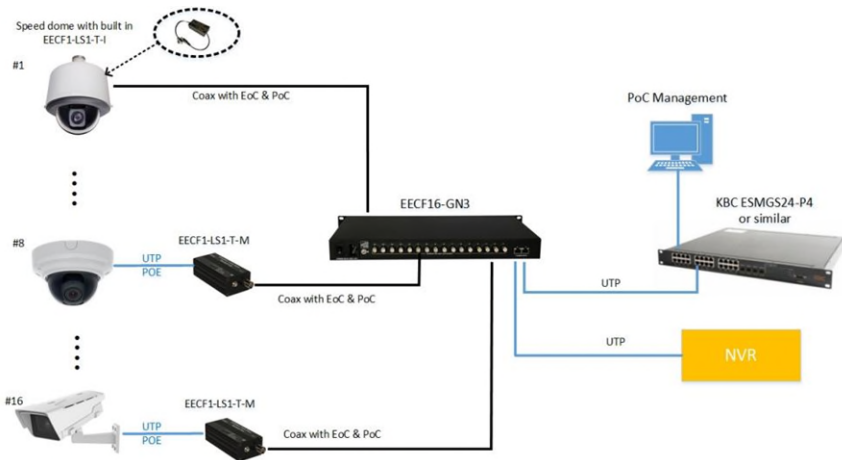 Speed dome with built in
EECF1-LS1-T-I
#1
Coax with EoC & PoC
PoC Management
EECF16-GN3
KBC ESMGS24-P4
or similar
#8
EECF1-LS1-T-M
UTP
POE
Coax with EoC & PoC
UTP
UTP
NVR
#16
EECF1-LS1-T-M
UTP
POE
Coax with EoC & PoC